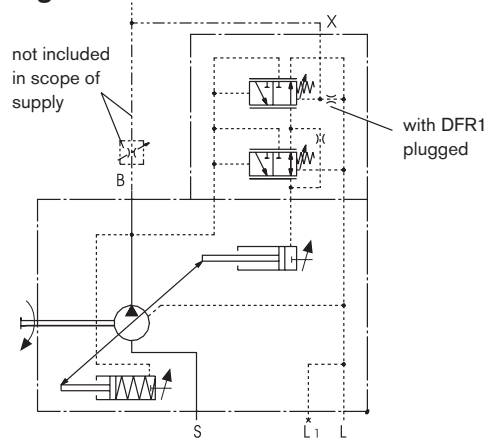 X
not included
in scope of
supply
with DFR1
plugged
B
S
L1 L